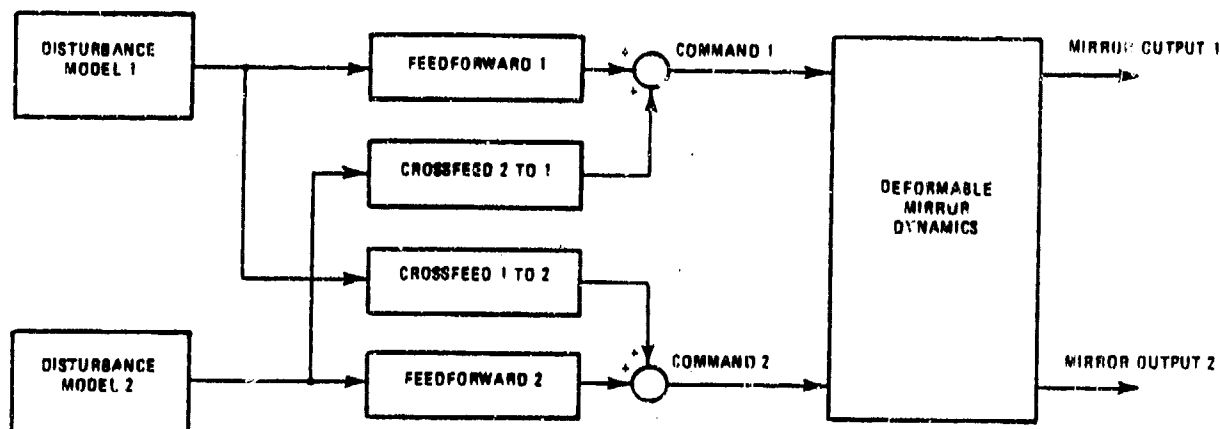 DISTURBANCE
MODEL 1
FEEDFORWARD 1
+
+
COMMAND 1
MIRROR OUTPUT 1
CROSSFEED 2 TO 1
DEFORMABLE
MIRROR
DYNAMICS
CROSSFEED 1 TO 2
DISTURBANCE
MODEL 2
FEEDFORWARD 2
+
+
COMMAND 2
MIRROR OUTPUT 2